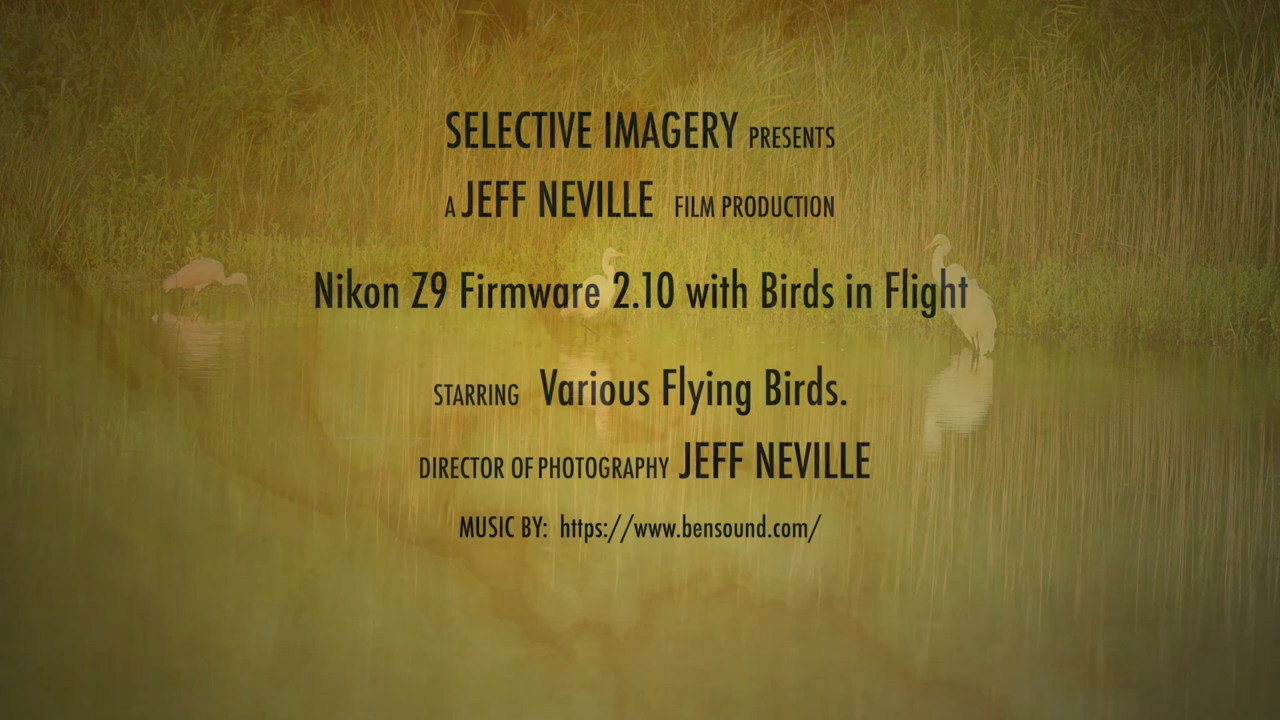 SELECTIVE IMAGERY PRESENTS
A JEFF NEVILLE FILM PRODUCTION
Nikon Z9 Firmware 2.10 with Birds in Flight
STARRING Various Flying Birds.
DIRECTOR OF PHOTOGRAPHY JEFF NEVILLE
MUSIC BY: https://www.bensound.com/